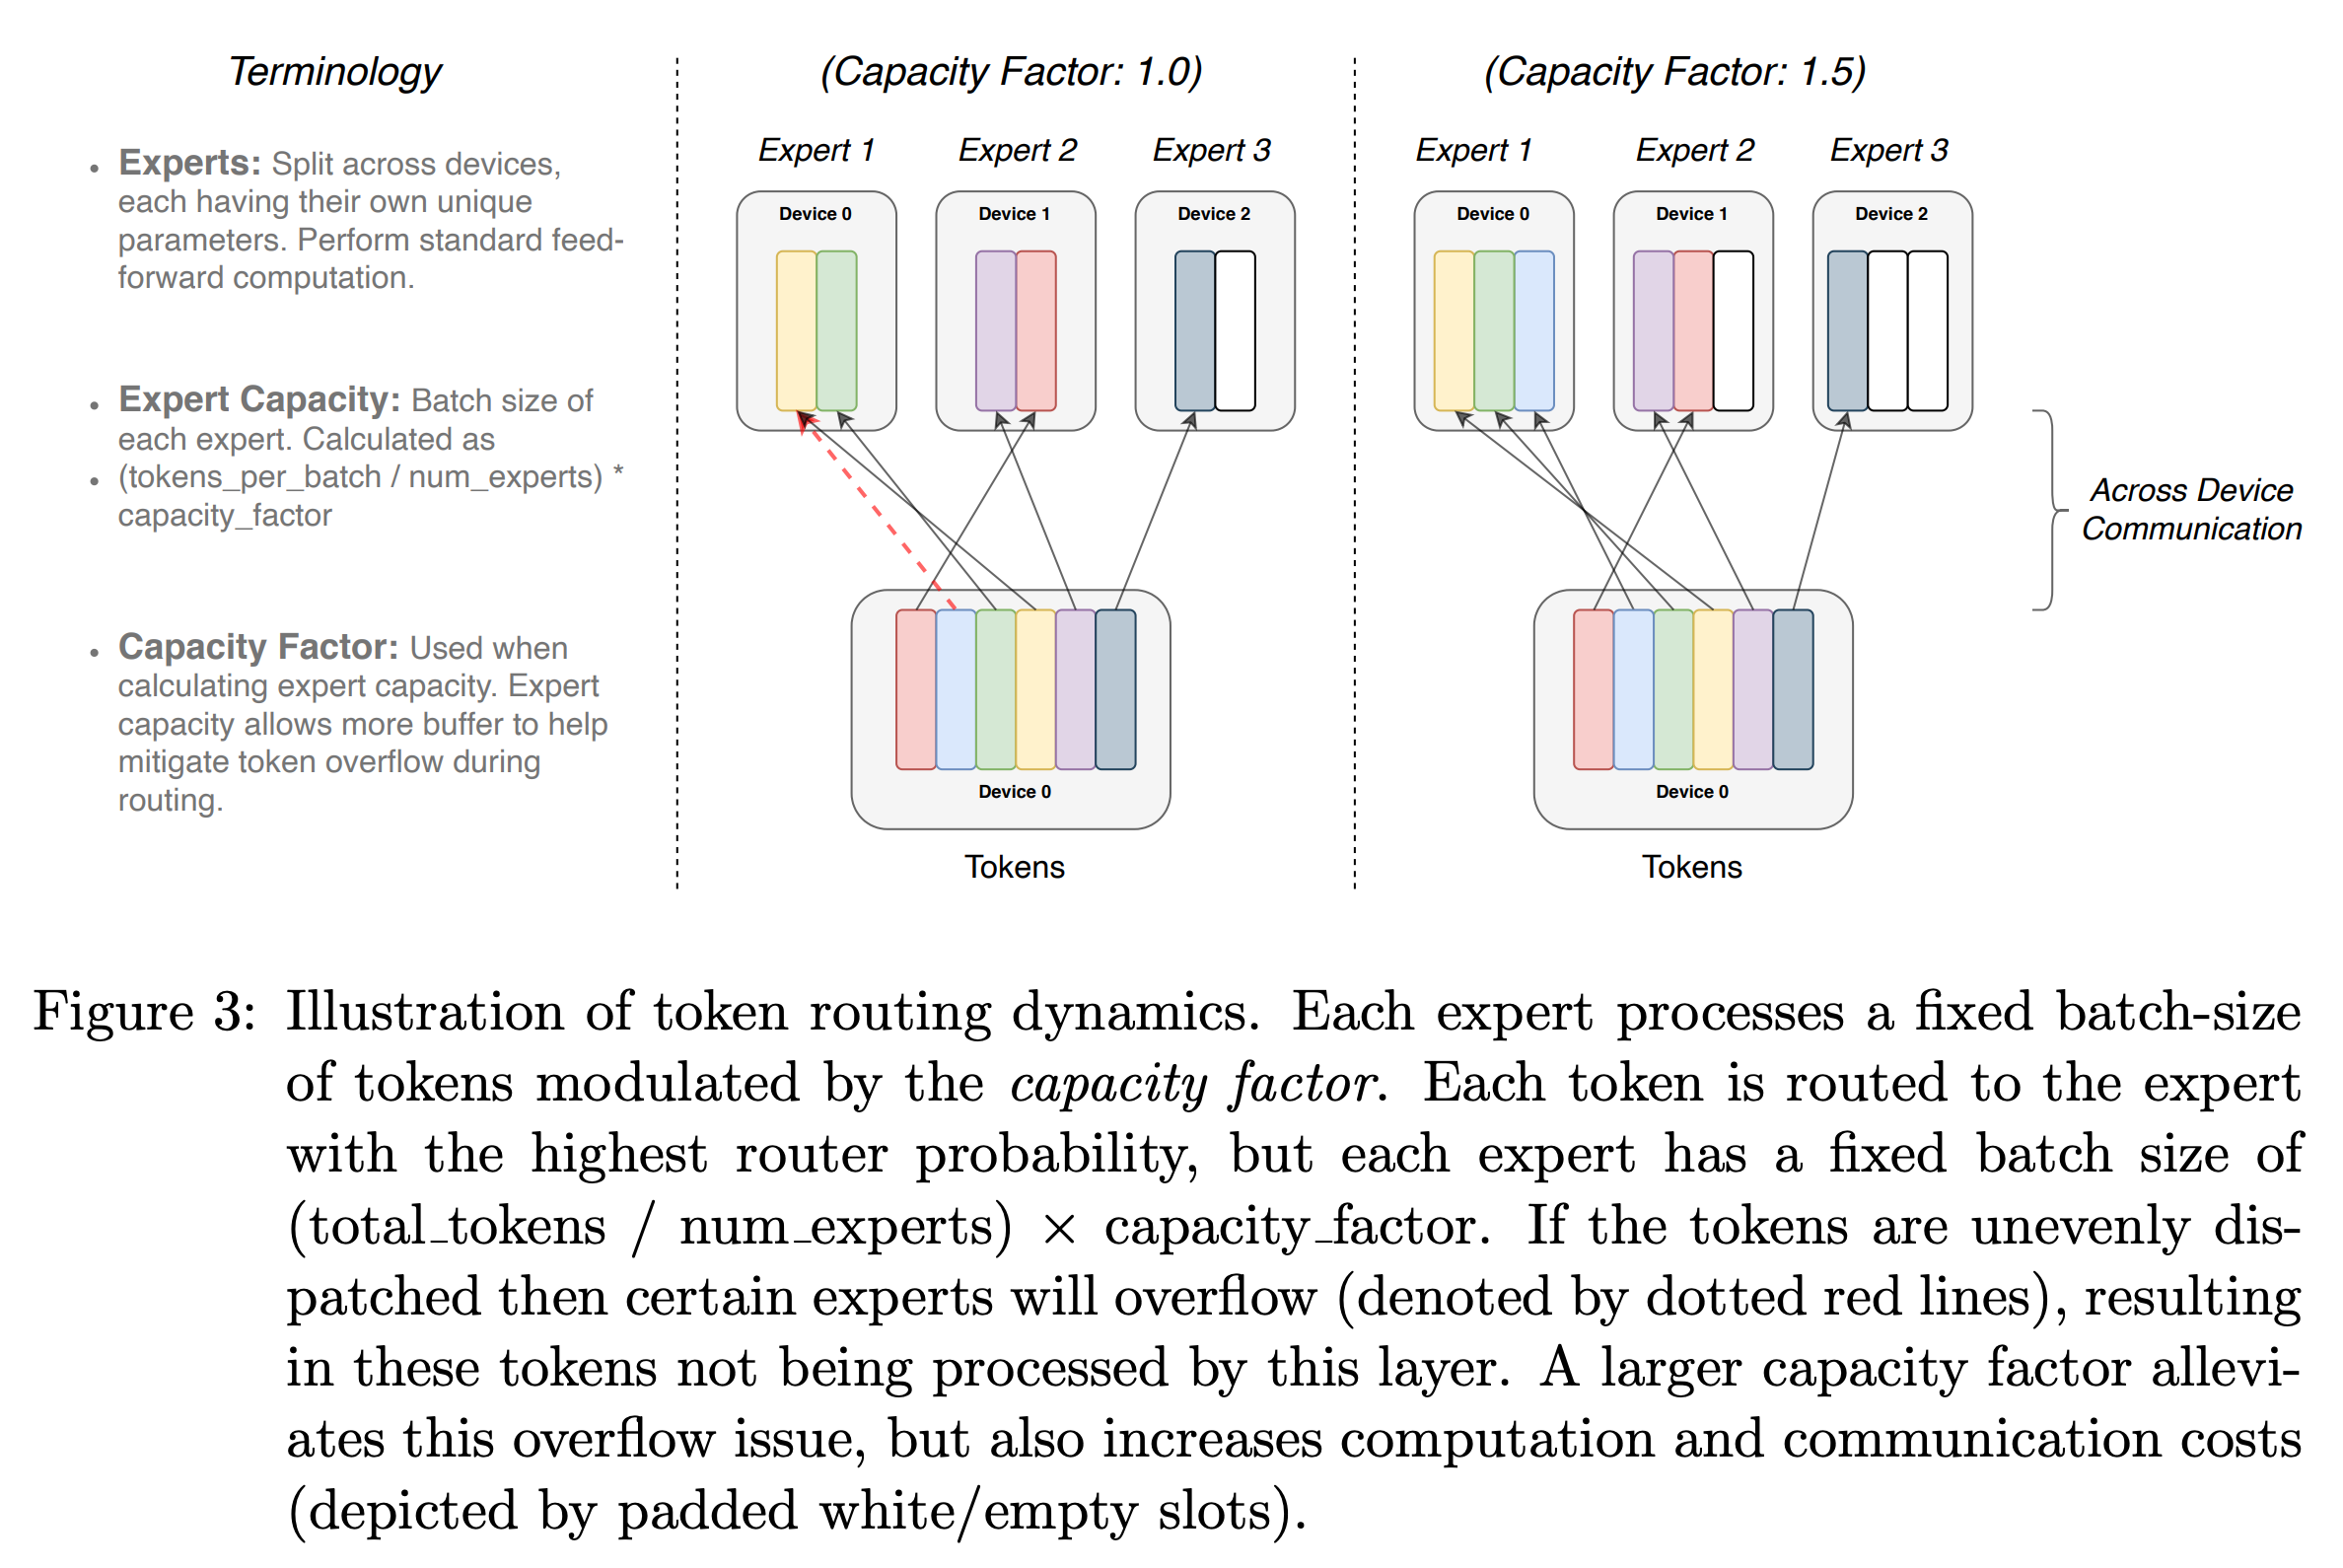 Terminology
• Experts: Split across devices,
each having their own unique
parameters. Perform standard feed-
forward computation.
• Expert Capacity: Batch size of
each expert. Calculated as
• (tokens_per_batch / num_experts) *
capacity_factor
• Capacity Factor: Used when
calculating expert capacity. Expert
capacity allows more buffer to help
mitigate token overflow during
routing.
(Capacity Factor: 1.0)
Expert 1 Expert 2 Expert 3
Device 0 Device 1 Device 2
Device 0
Tokens
(Capacity Factor: 1.5)
Expert 1 Expert 2 Expert 3
Device 0 Device 1 Device 2
Device 0
Tokens
Across Device
Communication
Figure 3: Illustration of token routing dynamics. Each expert processes a fixed batch-size
of tokens modulated by the capacity factor. Each token is routed to the expert
with the highest router probability, but each expert has a fixed batch size of
(total_tokens / num_experts) × capacity_factor. If the tokens are unevenly dis-
patched then certain experts will overflow (denoted by dotted red lines), resulting
in these tokens not being processed by this layer. A larger capacity factor allevi-
ates this overflow issue, but also increases computation and communication costs
(depicted by padded white/empty slots).